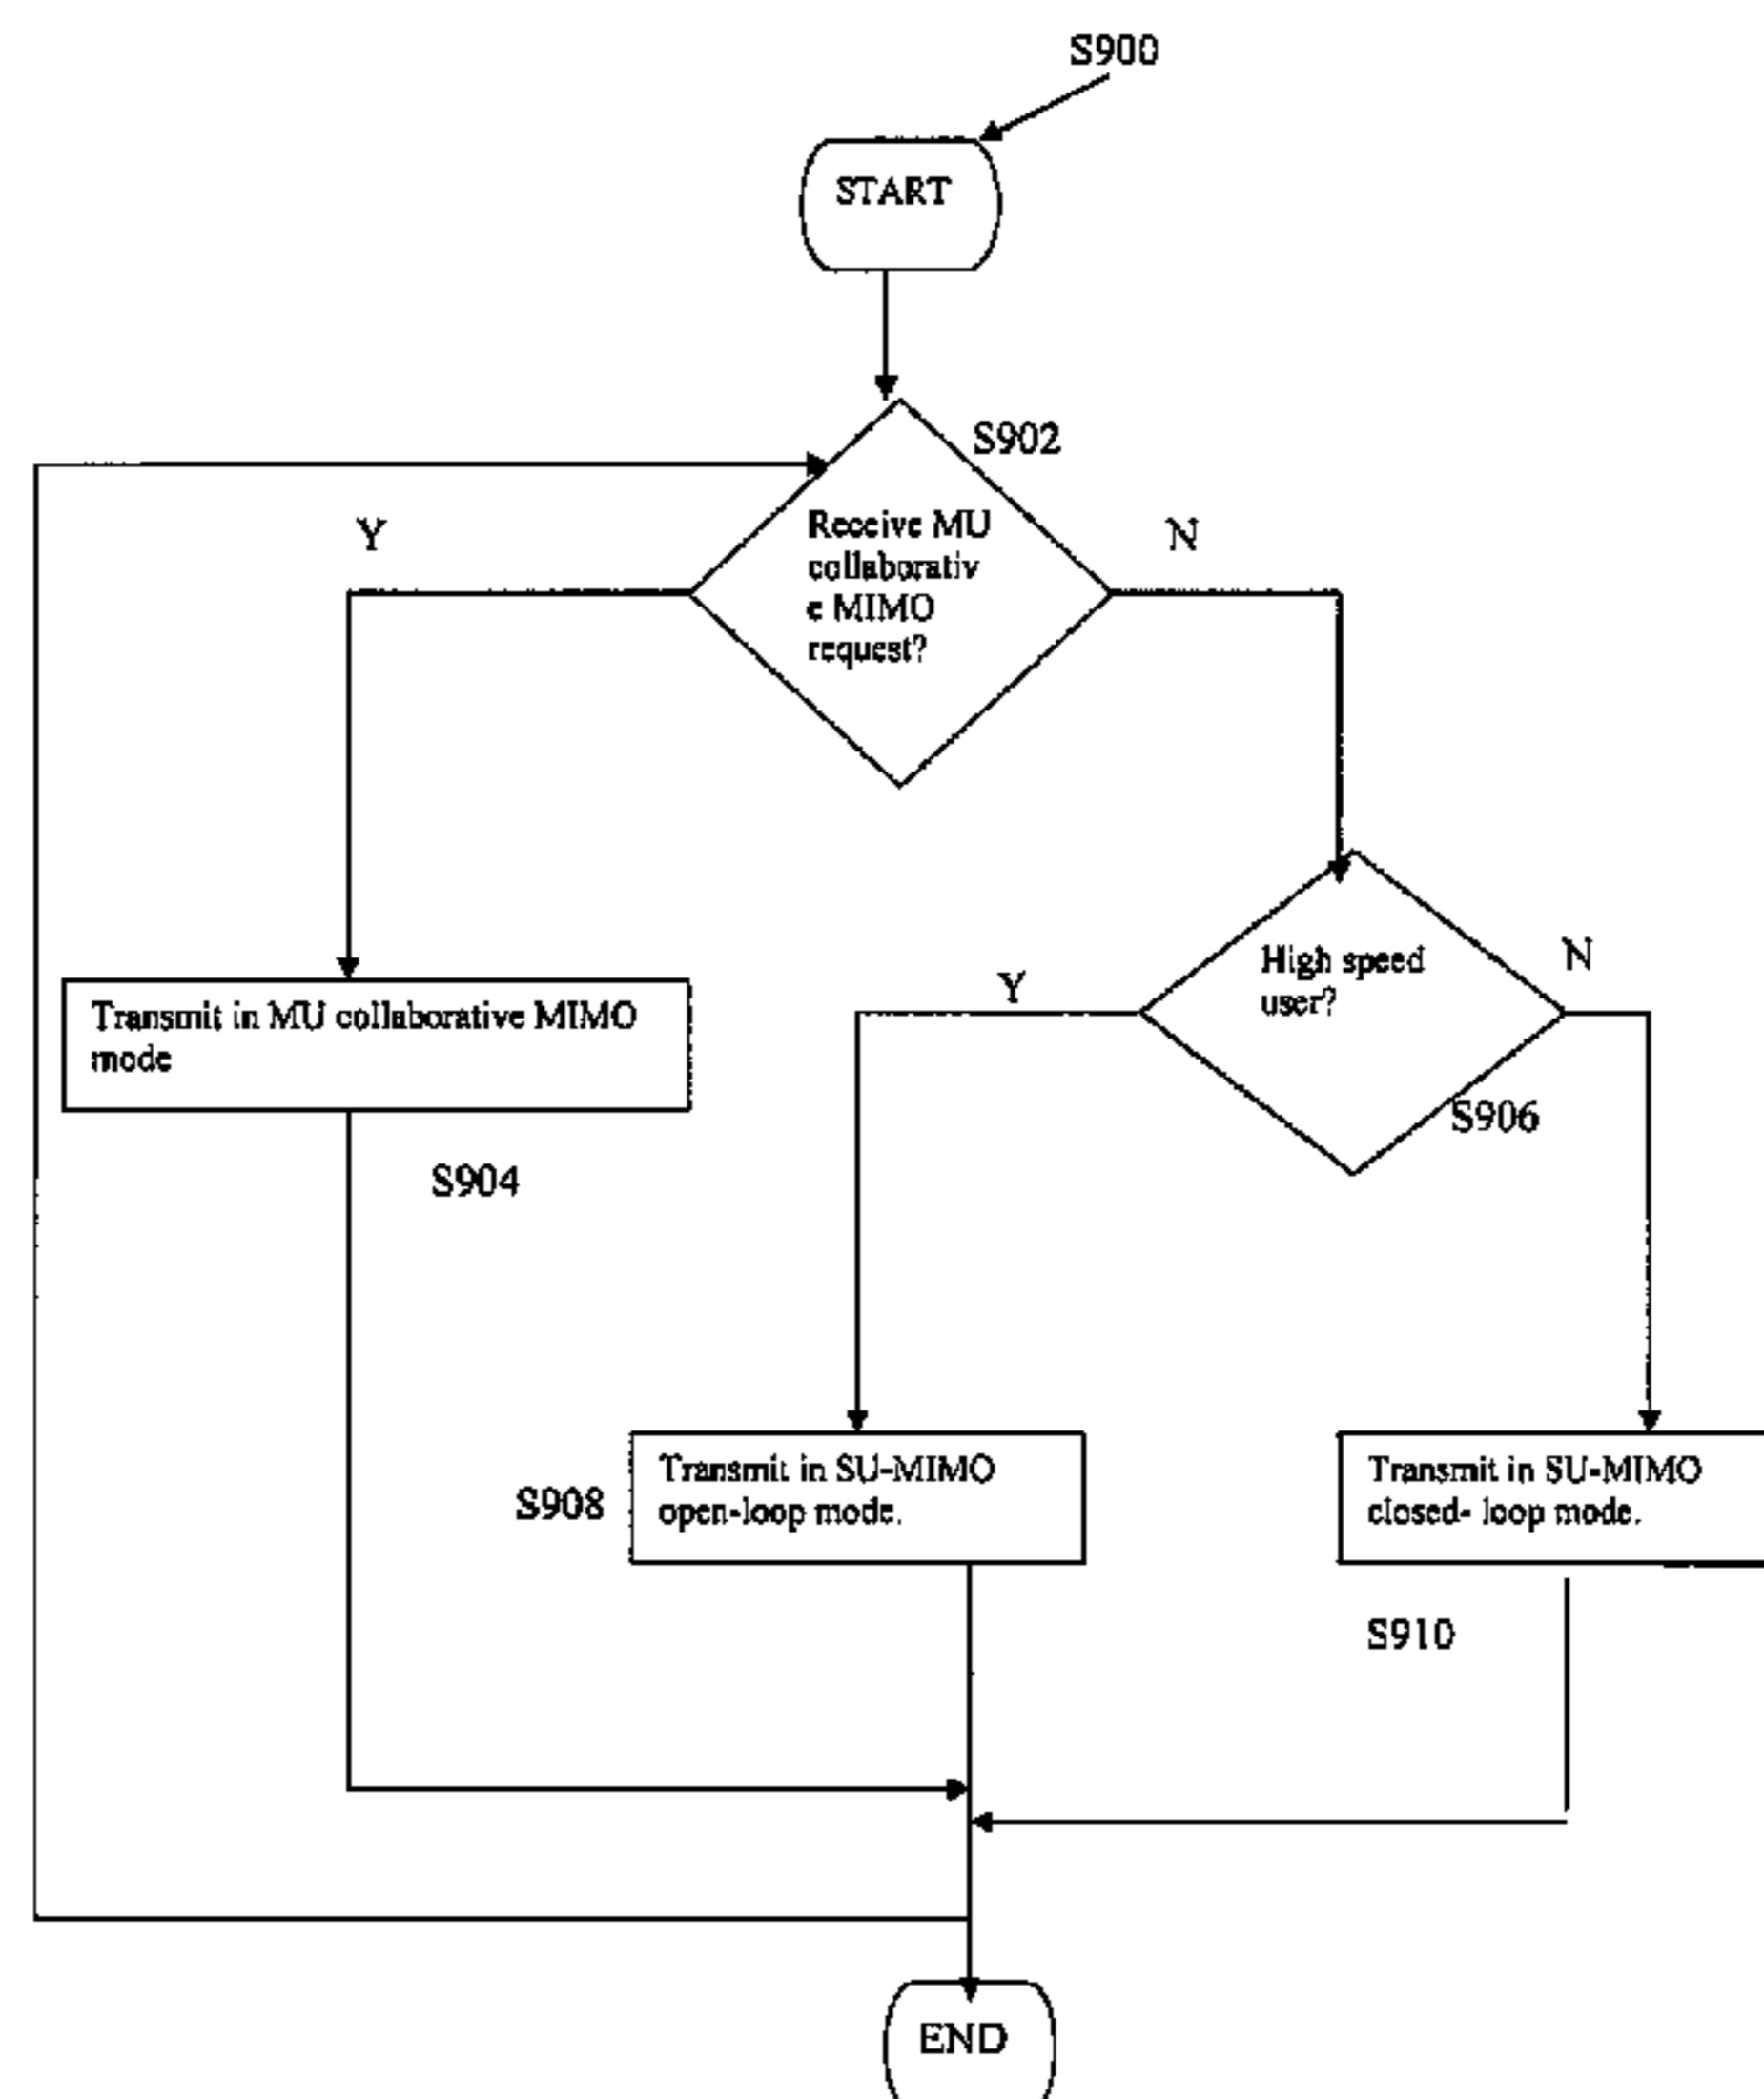 S900
START
S902
Y
N
Receive MU
collaborativ
e MIMO
request?
High speed
user?
Y
N
S906
Transmit in MU collaborative MIMO
mode
S904
S908
Transmit in SU-MIMO
open-loop mode.
Transmit in SU-MIMO
closed- loop mode.
S910
END